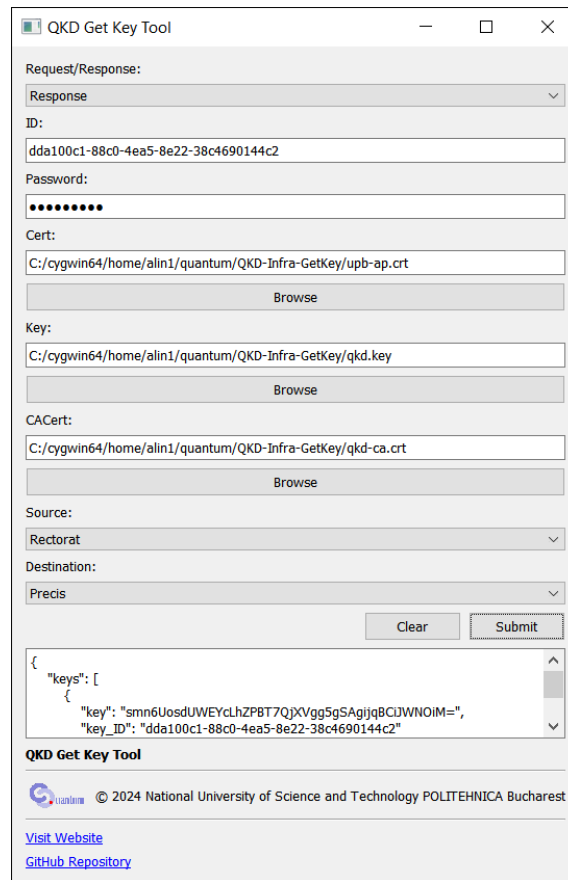 QKD Get Key Tool
Request/Response:
Response
ID:
dda100c1-88c0-4ea5-8e22-38c4690144c2
Password:
●●●●●●●●●
Cert:
C:/cygwin64/home/alin1/quantum/QKD-Infra-GetKey/upb-ap.crt
Browse
Key:
C:/cygwin64/home/alin1/quantum/QKD-Infra-GetKey/qkd.key
Browse
CACert:
C:/cygwin64/home/alin1/quantum/QKD-Infra-GetKey/qkd-ca.crt
Browse
Source:
Rectorat
Destination:
Precis
Clear Submit
{
"keys": [
{
"key": "smn6UosdUWEYcLhZPBT7QjXVgg5gSAgijqBCiJWNOiM=",
"key_ID": "dda100c1-88c0-4ea5-8e22-38c4690144c2"
QKD Get Key Tool
Quantum © 2024 National University of Science and Technology POLITEHNICA Bucharest
Visit Website
GitHub Repository